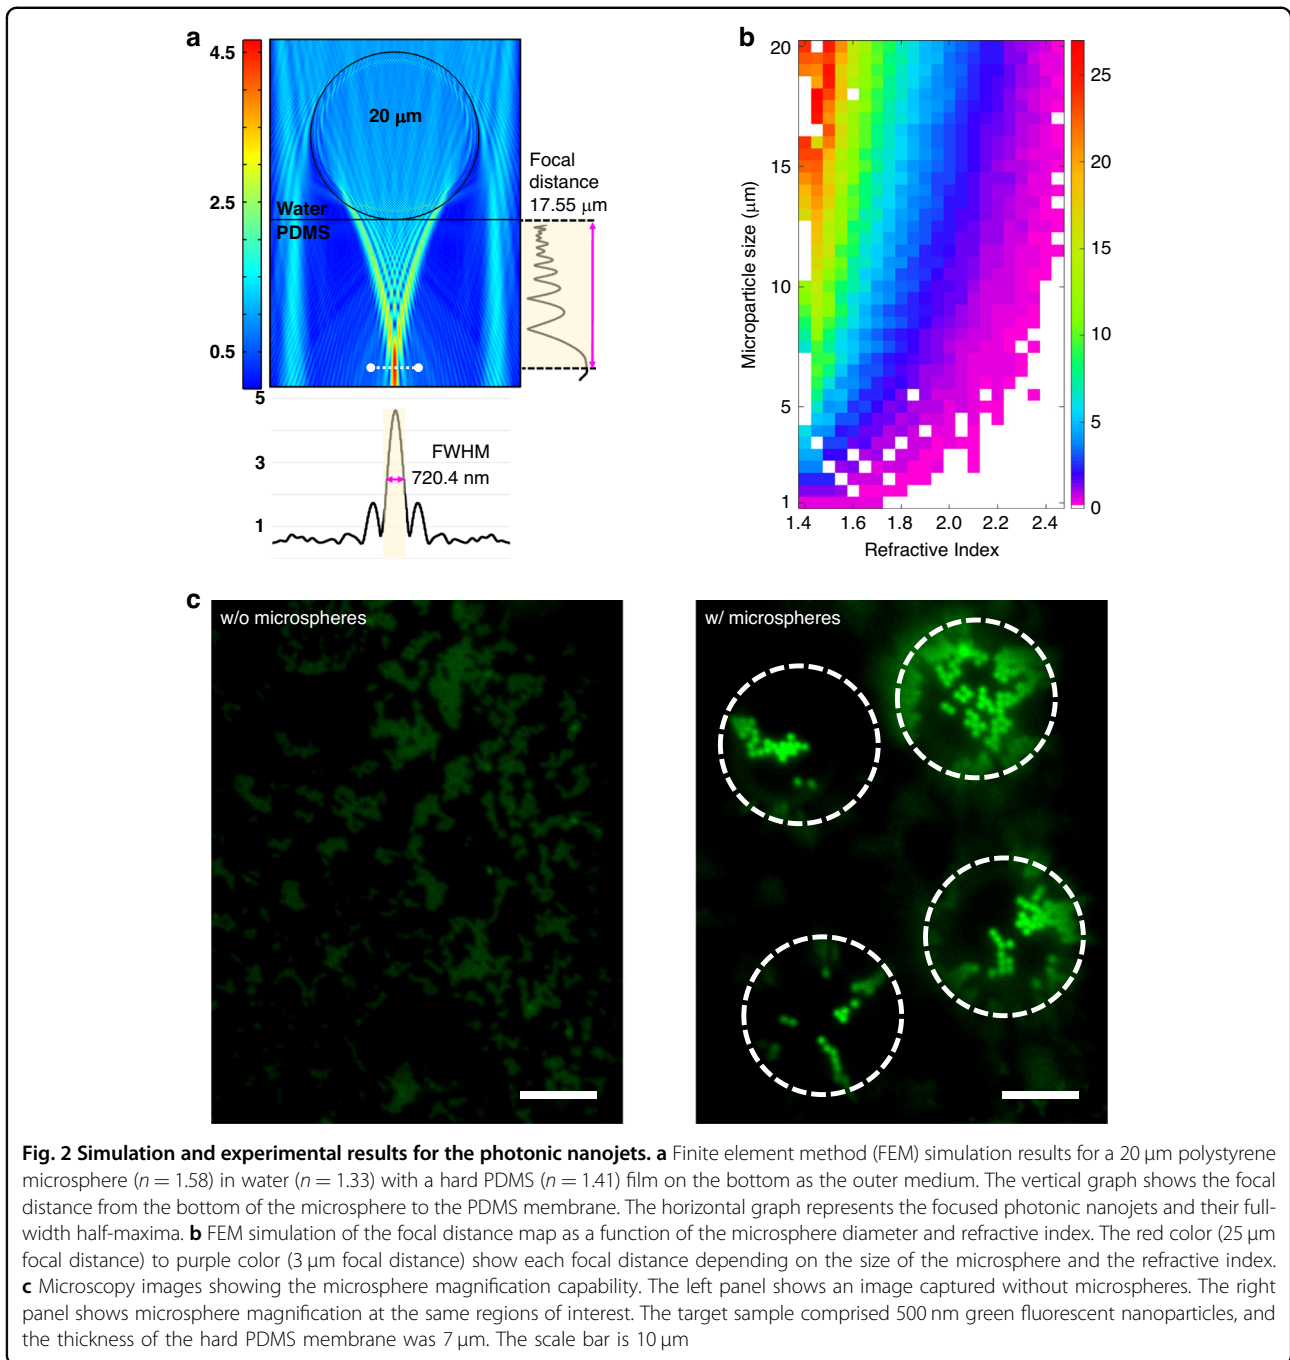 a
4.5
2.5
0.5
20 μm
Water
PDMS
Focal
distance
17.55 μm
5
3
1
FWHM
720.4 nm
b
Microparticle size (μm)
20
15
10
5
1
1.4 1.6 1.8 2.0 2.2 2.4
Refractive Index
25
20
15
10
5
0
c
w/o microspheres
w/ microspheres
Fig. 2 Simulation and experimental results for the photonic nanojets. a Finite element method (FEM) simulation results for a 20 μm polystyrene
microsphere (n = 1.58) in water (n = 1.33) with a hard PDMS (n = 1.41) film on the bottom as the outer medium. The vertical graph shows the focal
distance from the bottom of the microsphere to the PDMS membrane. The horizontal graph represents the focused photonic nanojets and their full-
width half-maxima. b FEM simulation of the focal distance map as a function of the microsphere diameter and refractive index. The red color (25 μm
focal distance) to purple color (3 μm focal distance) show each focal distance depending on the size of the microsphere and the refractive index.
c Microscopy images showing the microsphere magnification capability. The left panel shows an image captured without microspheres. The right
panel shows microsphere magnification at the same regions of interest. The target sample comprised 500 nm green fluorescent nanoparticles, and
the thickness of the hard PDMS membrane was 7 μm. The scale bar is 10 μm